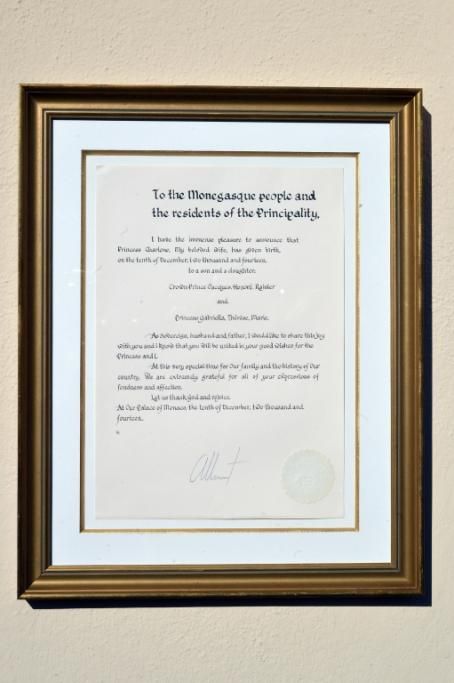 To the Monegasque people and
the residents of the Principality,
I have the immense pleasure to announce that
Princess Charlene, My beloved Wife, has given birth,
on the tenth of December, two thousand and fourteen,
to a son and a daughter:
Crown Prince Jacques, Honoré, Rainier
and
Princess Gabriella, Thérèse, Marie.
As Sovereign, husband and father, I should like to share this joy
with you and I know that you will be united in your good wishes for the
Princess and I.
At this very special time for Our family and the history of Our
country, We are extremely grateful for all of your expressions of
fondness and affection.
Let us thank God and rejoice.
At Our Palace of Monaco, the tenth of December, two thousand and
fourteen.
Albert